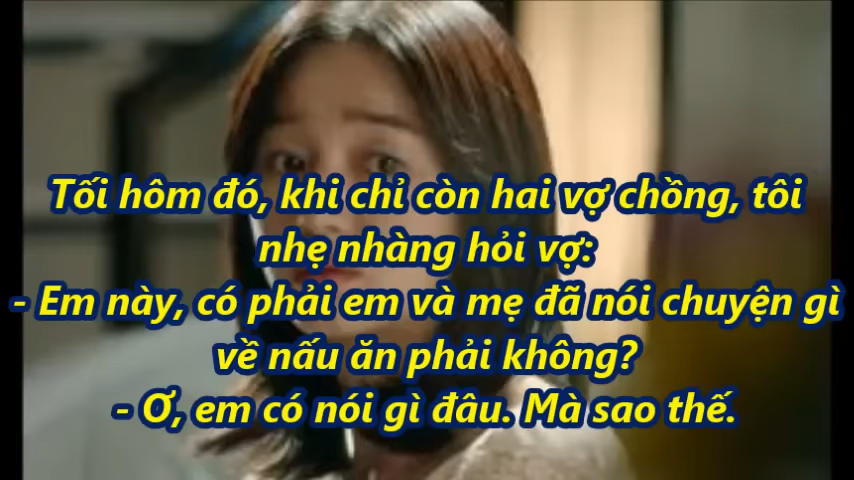 Tối hôm đó, khi chỉ còn hai vợ chồng, tôi
nhẹ nhàng hỏi vợ:
- Em này, có phải em và mẹ đã nói chuyện gì
về nấu ăn phải không?
- Ơ, em có nói gì đâu. Mà sao thế.